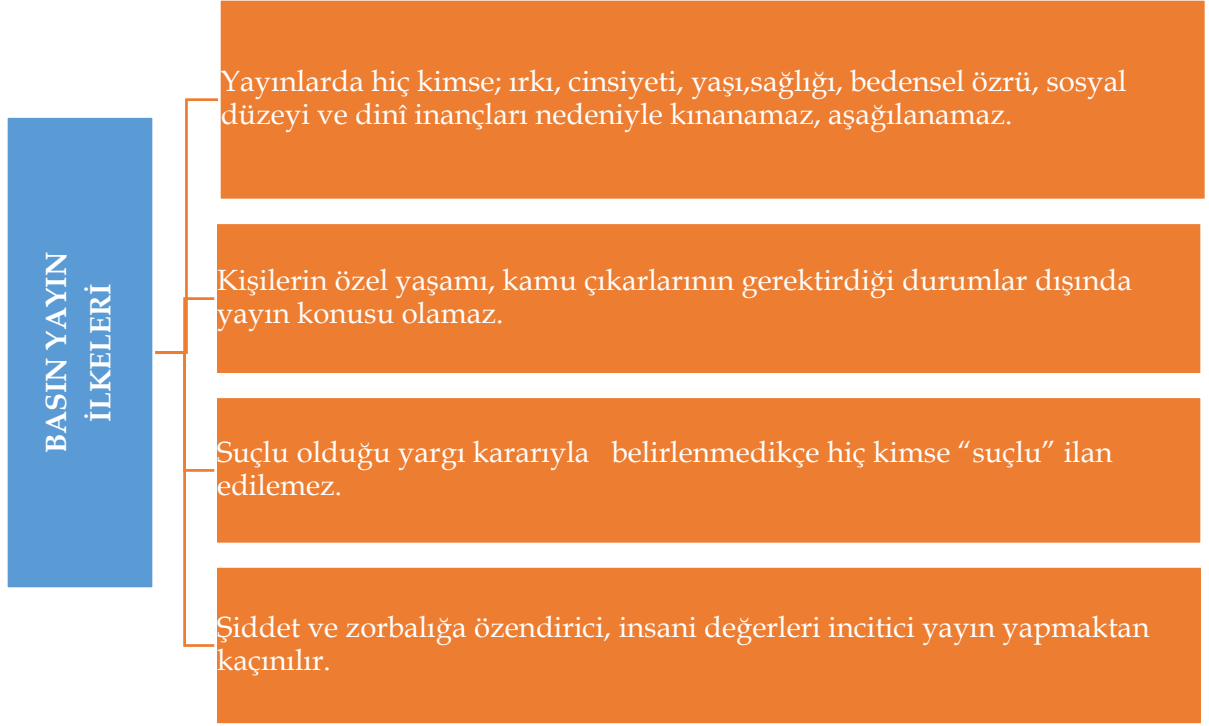 BASIN YAYIN
İLKELERİ
Yayınlarda hiç kimse; ırkı, cinsiyeti, yaşı,sağlığı, bedensel özrü, sosyal
düzeyi ve dinî inançları nedeniyle kınanamaz, aşağılanamaz.
Kişilerin özel yaşamı, kamu çıkarlarının gerektirdiği durumlar dışında
yayın konusu olamaz.
Suçlu olduğu yargı kararıyla   belirlenmedikçe hiç kimse “suçlu” ilan
edilemez.
Şiddet ve zorbalığa özendirici, insani değerleri incitici yayın yapmaktan
kaçınılır.